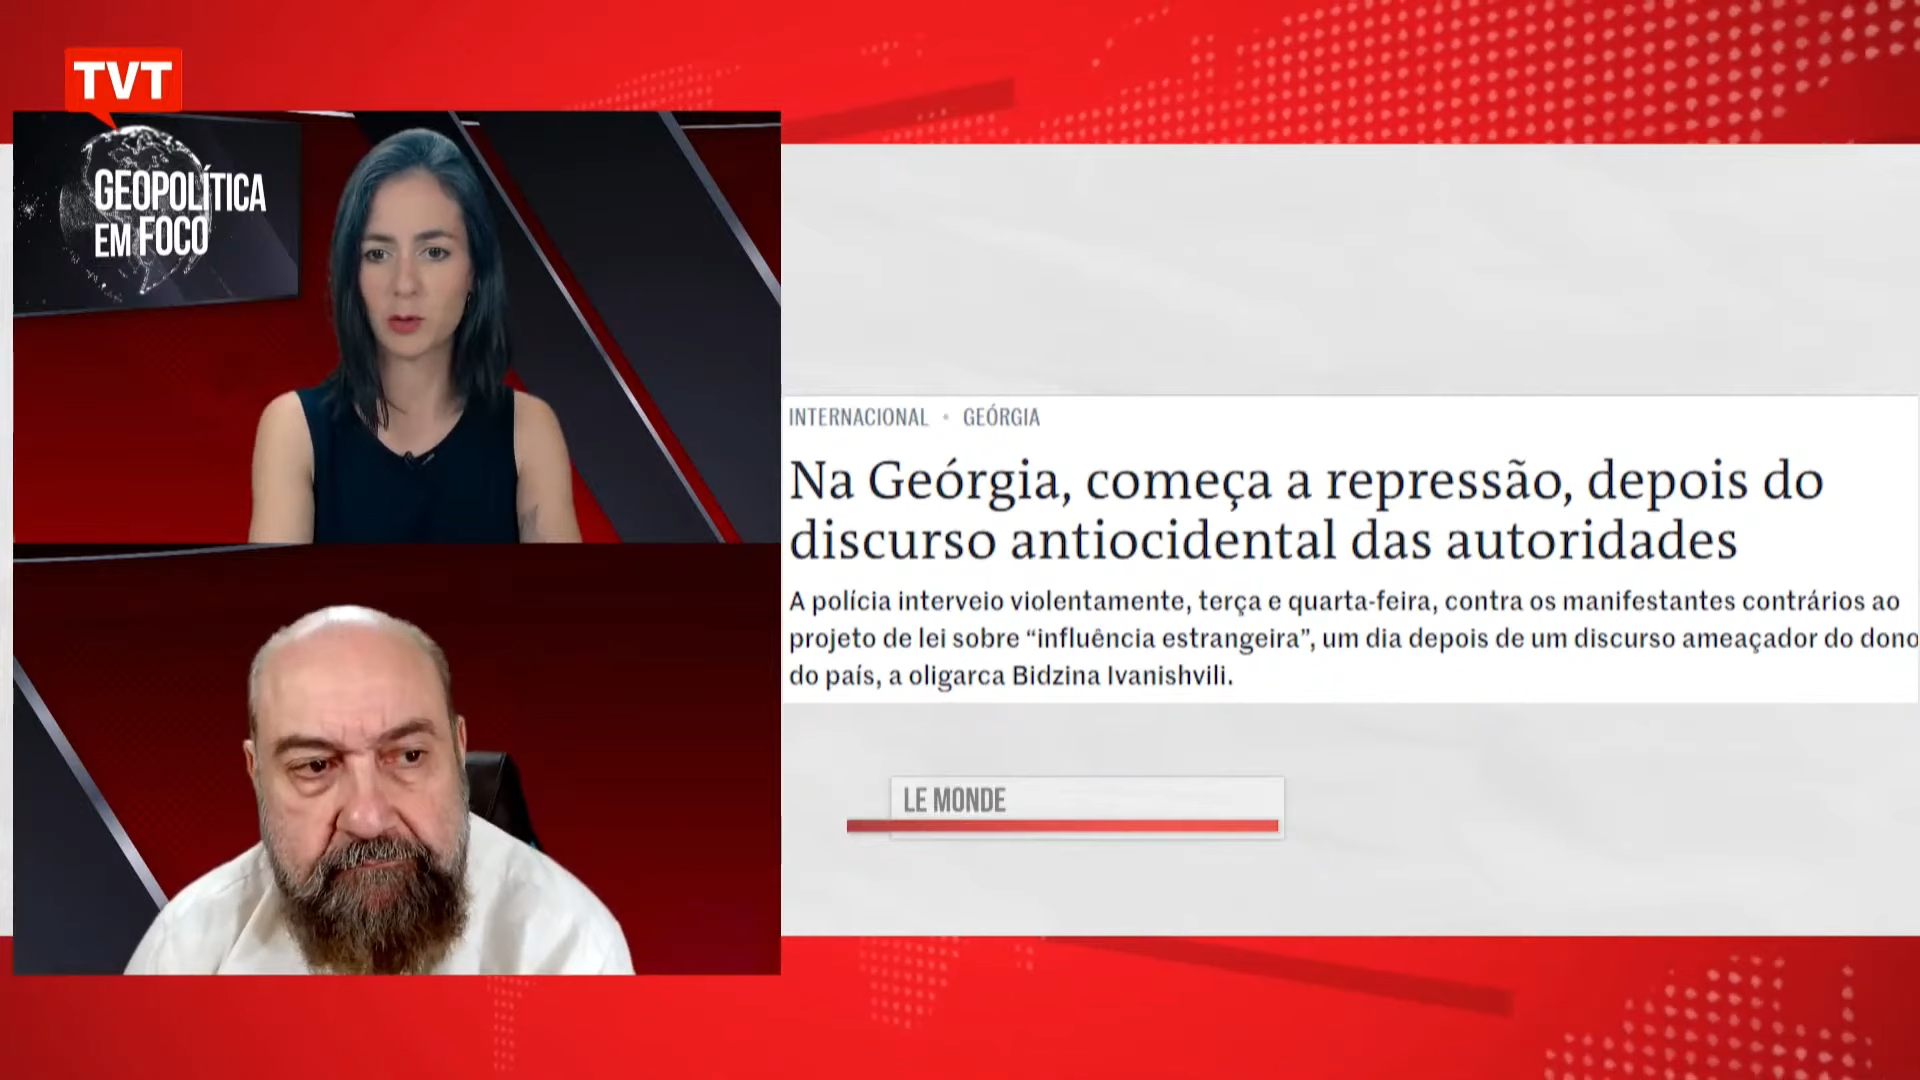 TVT
GEOPOLÍTICA
EM FOCO
INTERNACIONAL • GEÓRGIA
Na Geórgia, começa a repressão, depois do
discurso antiocidental das autoridades
A polícia interveio violentamente, terça e quarta-feira, contra os manifestantes contrários ao
projeto de lei sobre “influência estrangeira”, um dia depois de um discurso ameaçador do dono
do país, a oligarca Bidzina Ivanishvili.
LE MONDE